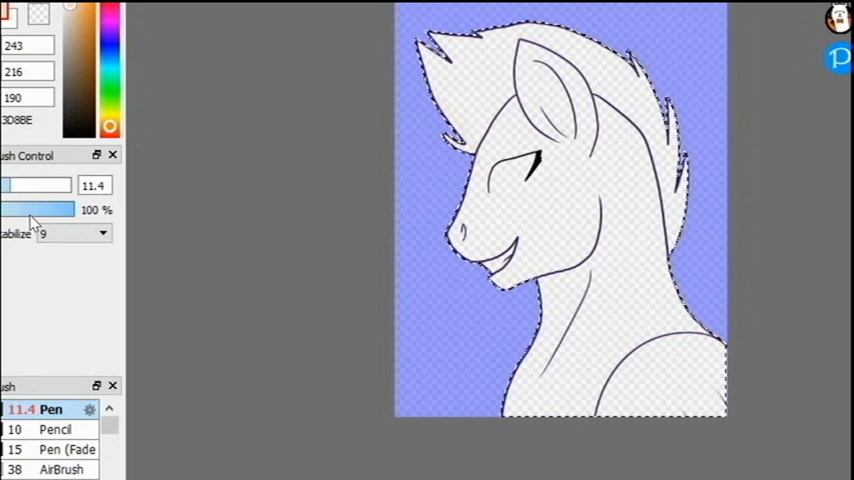 243
216
190
3D8BE
ush Control
11.4
100 %
tabilize 9
ush
11.4 Pen
10 Pencil
15 Pen (Fade
38 AirBrush